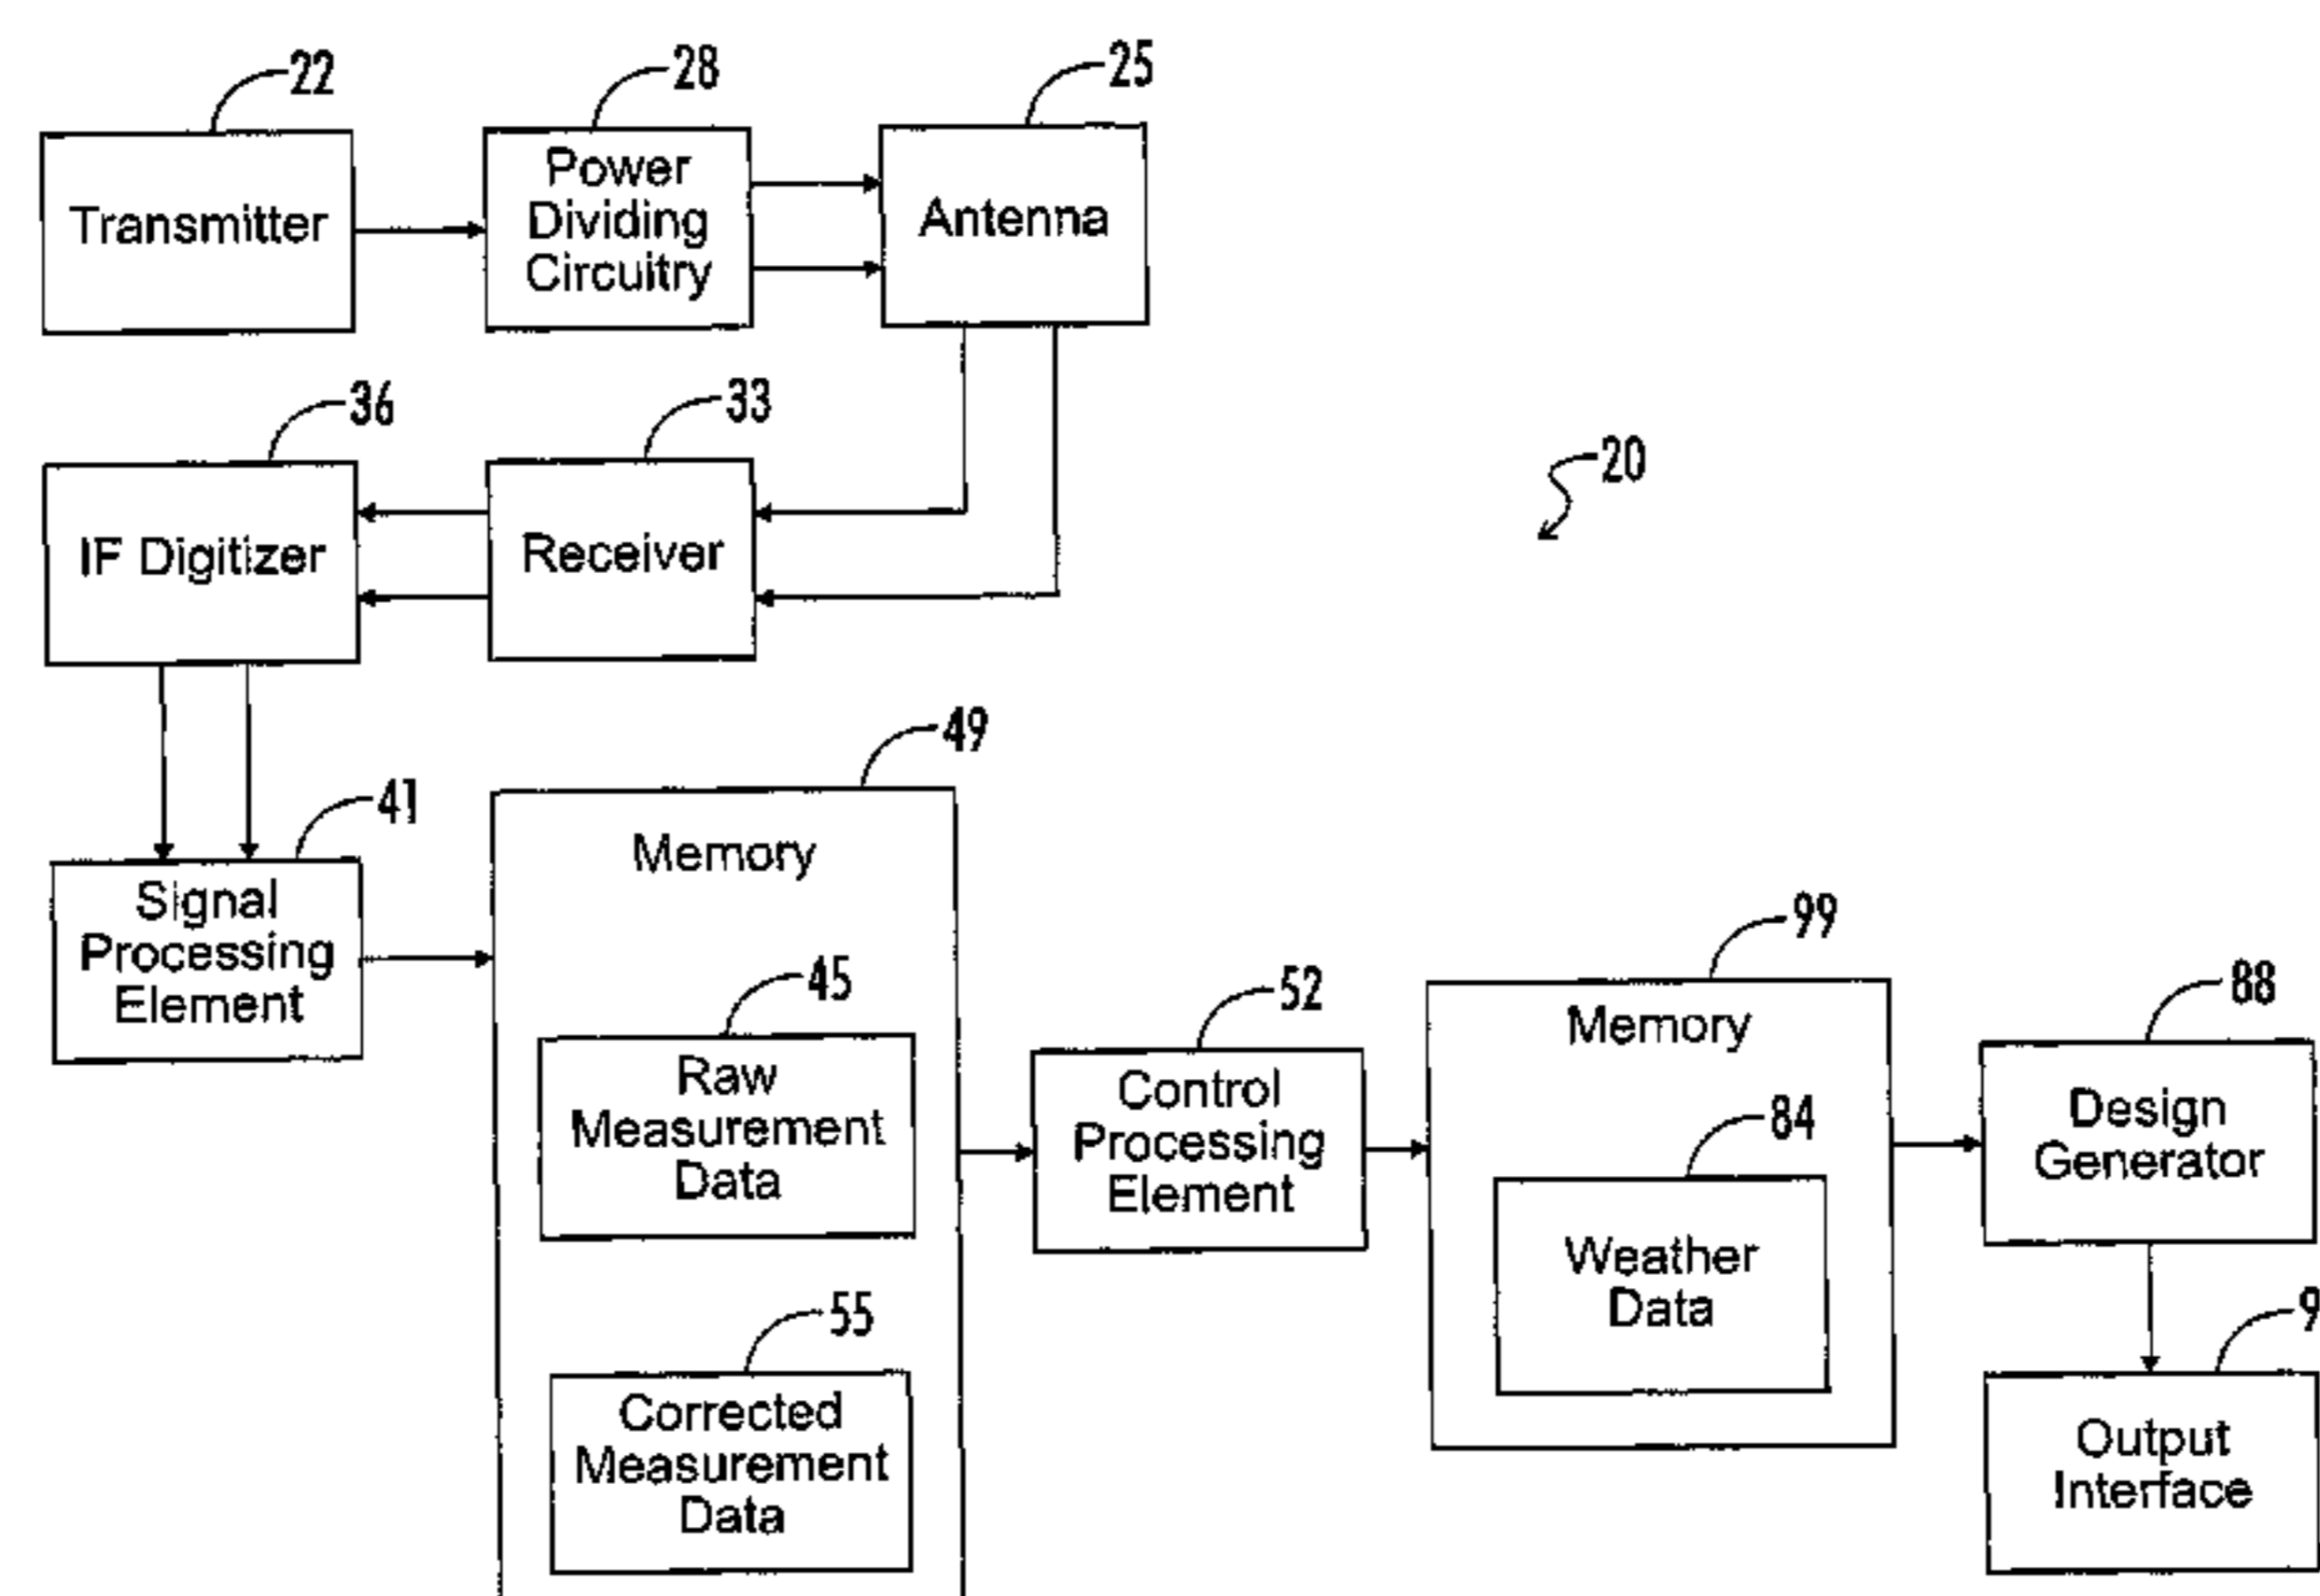 22
28
25
Transmitter
Power
Dividing
Circuitry
Antenna
36
33
20
IF Digitizer
Receiver
49
41
Signal
Processing
Element
Memory
45
Raw
Measurement
Data
55
Corrected
Measurement
Data
52
Control
Processing
Element
99
Memory
84
Weather
Data
88
Design
Generator
Output
Interface